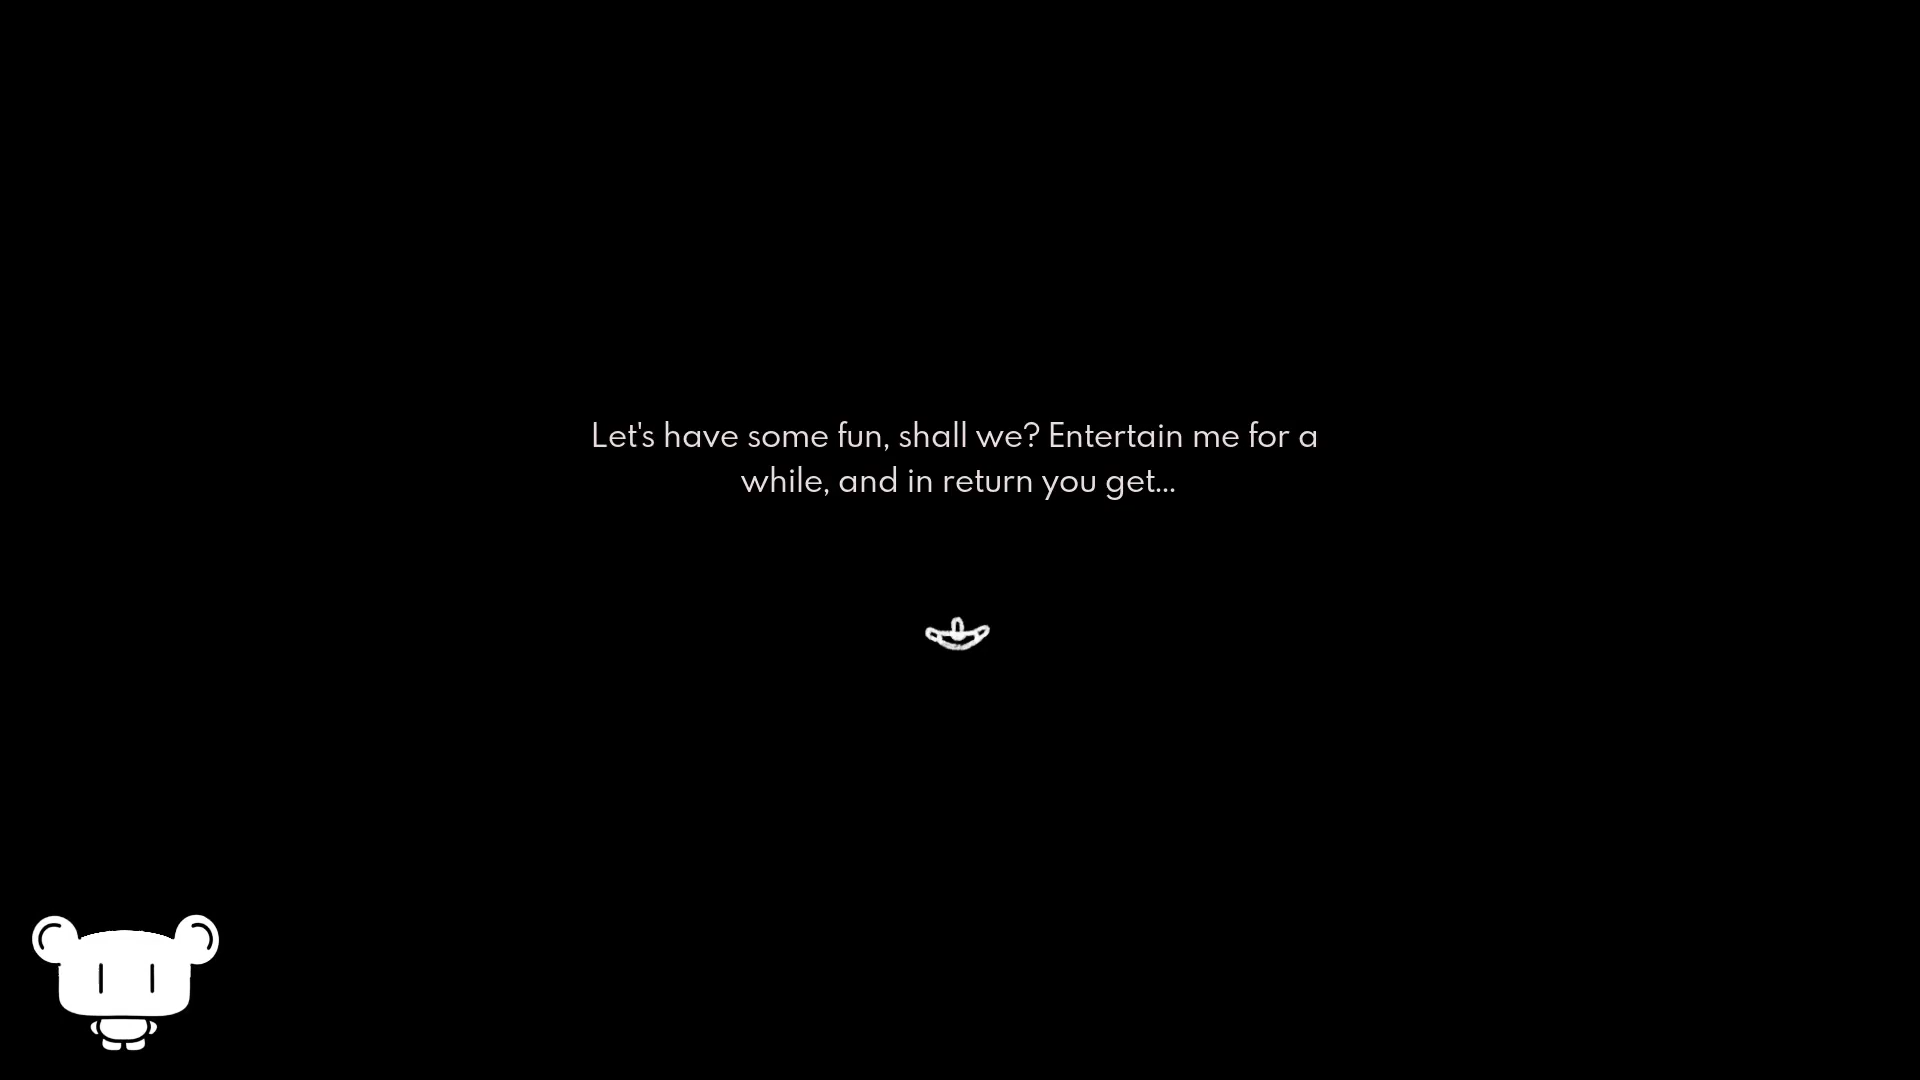 Let's have some fun, shall we? Entertain me for a
while, and in return you get...